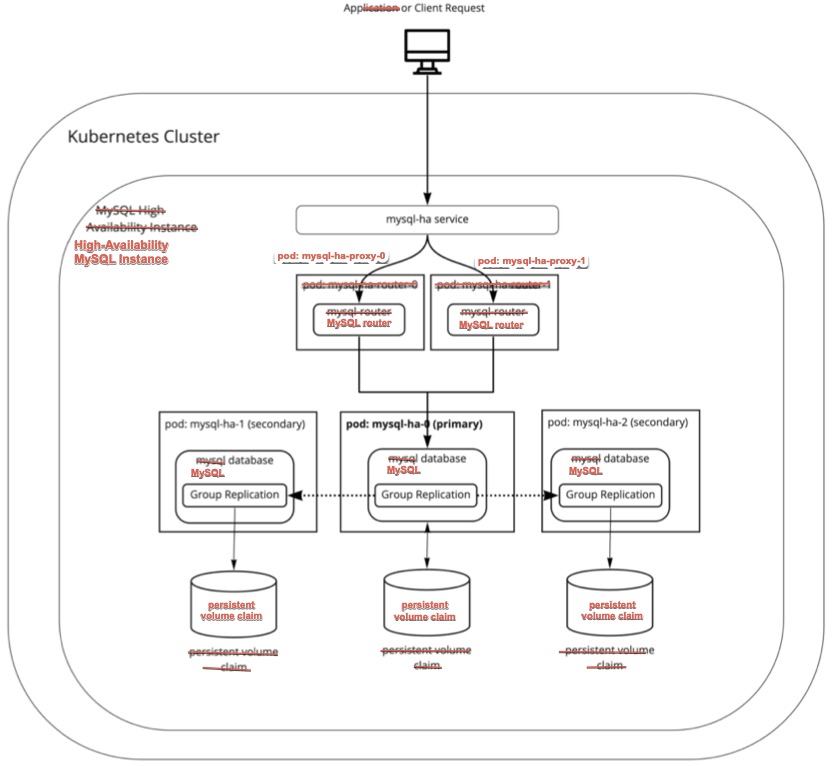 Application or Client Request
Kubernetes Cluster
MySQL High
Availability Instance
High-Availability
MySQL Instance
mysql-ha service
pod: mysql-ha-proxy-0
pod: mysql-ha-proxy-1
pod: mysql-ha-router-0
pod: mysql-ha-router-1
mysql-router
MySQL router
mysql-router
MySQL router
pod: mysql-ha-1 (secondary)
mysql database
MySQL
Group Replication
pod: mysql-ha-0 (primary)
mysql database
MySQL
Group Replication
pod: mysql-ha-2 (secondary)
mysql database
MySQL
Group Replication
persistent
volume claim
persistent volume
claim
persistent
volume claim
persistent volume
claim
persistent
volume claim
persistent volume
claim